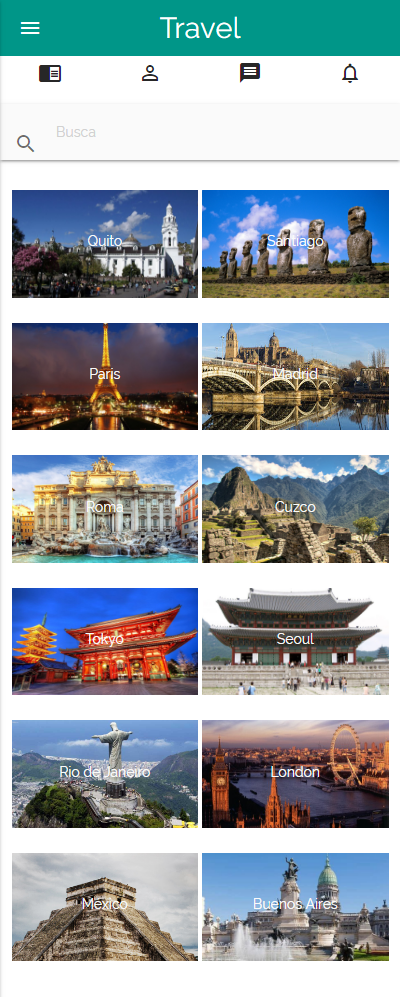 Travel
Busca
Quito
Santiago
Paris
Madrid
Roma
Cuzco
Tokyo
Seoul
Rio de Janeiro
London
Mexico
Buenos Aires